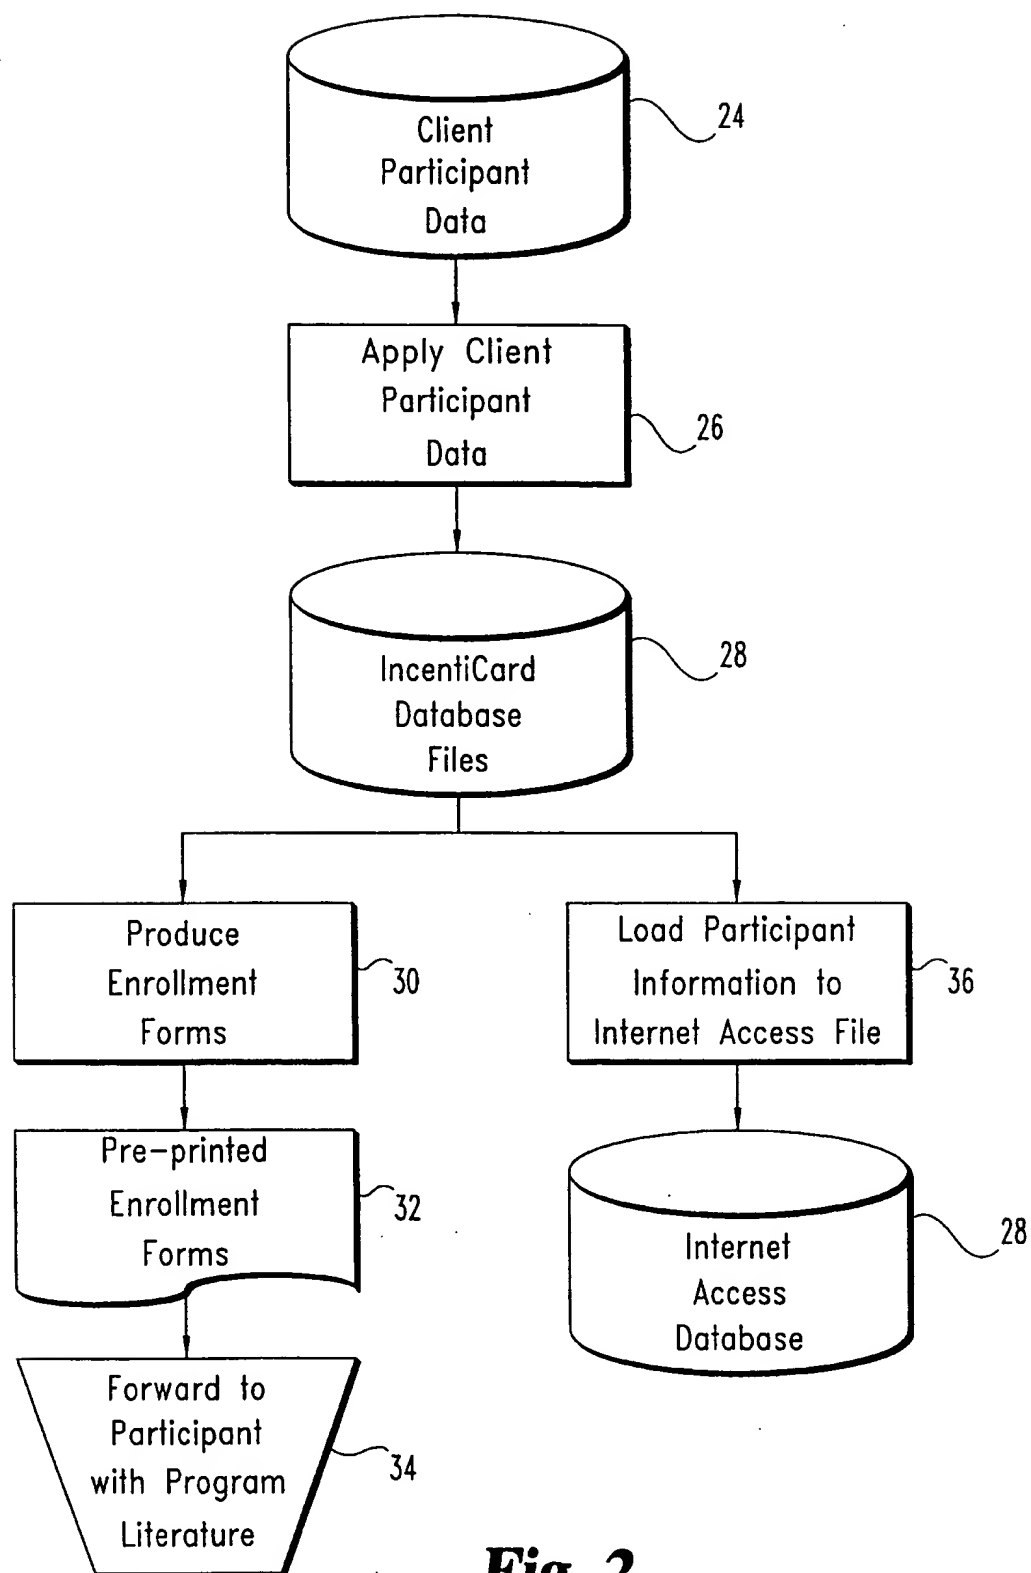 Client
Participant
Data
24
Apply Client
Participant
Data
26
IncentiCard
Database
Files
28
Produce
Enrollment
Forms
30
Load Participant
Information to
Internet Access File
36
Pre-printed
Enrollment
Forms
32
Internet
Access
Database
28
Forward to
Participant
with Program
Literature
34
Fig. 2